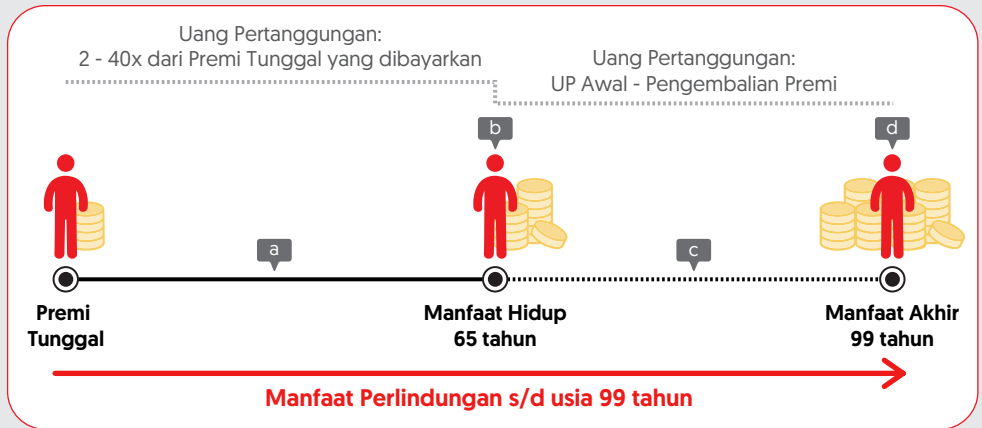 Uang Pertanggungan:
2 - 40x dari Premi Tunggal yang dibayarkan
Uang Pertanggungan:
UP Awal - Pengembalian Premi
b
d
a
c
Premi
Tunggal
Manfaat Hidup
65 tahun
Manfaat Akhir
99 tahun
Manfaat Perlindungan s/d usia 99 tahun